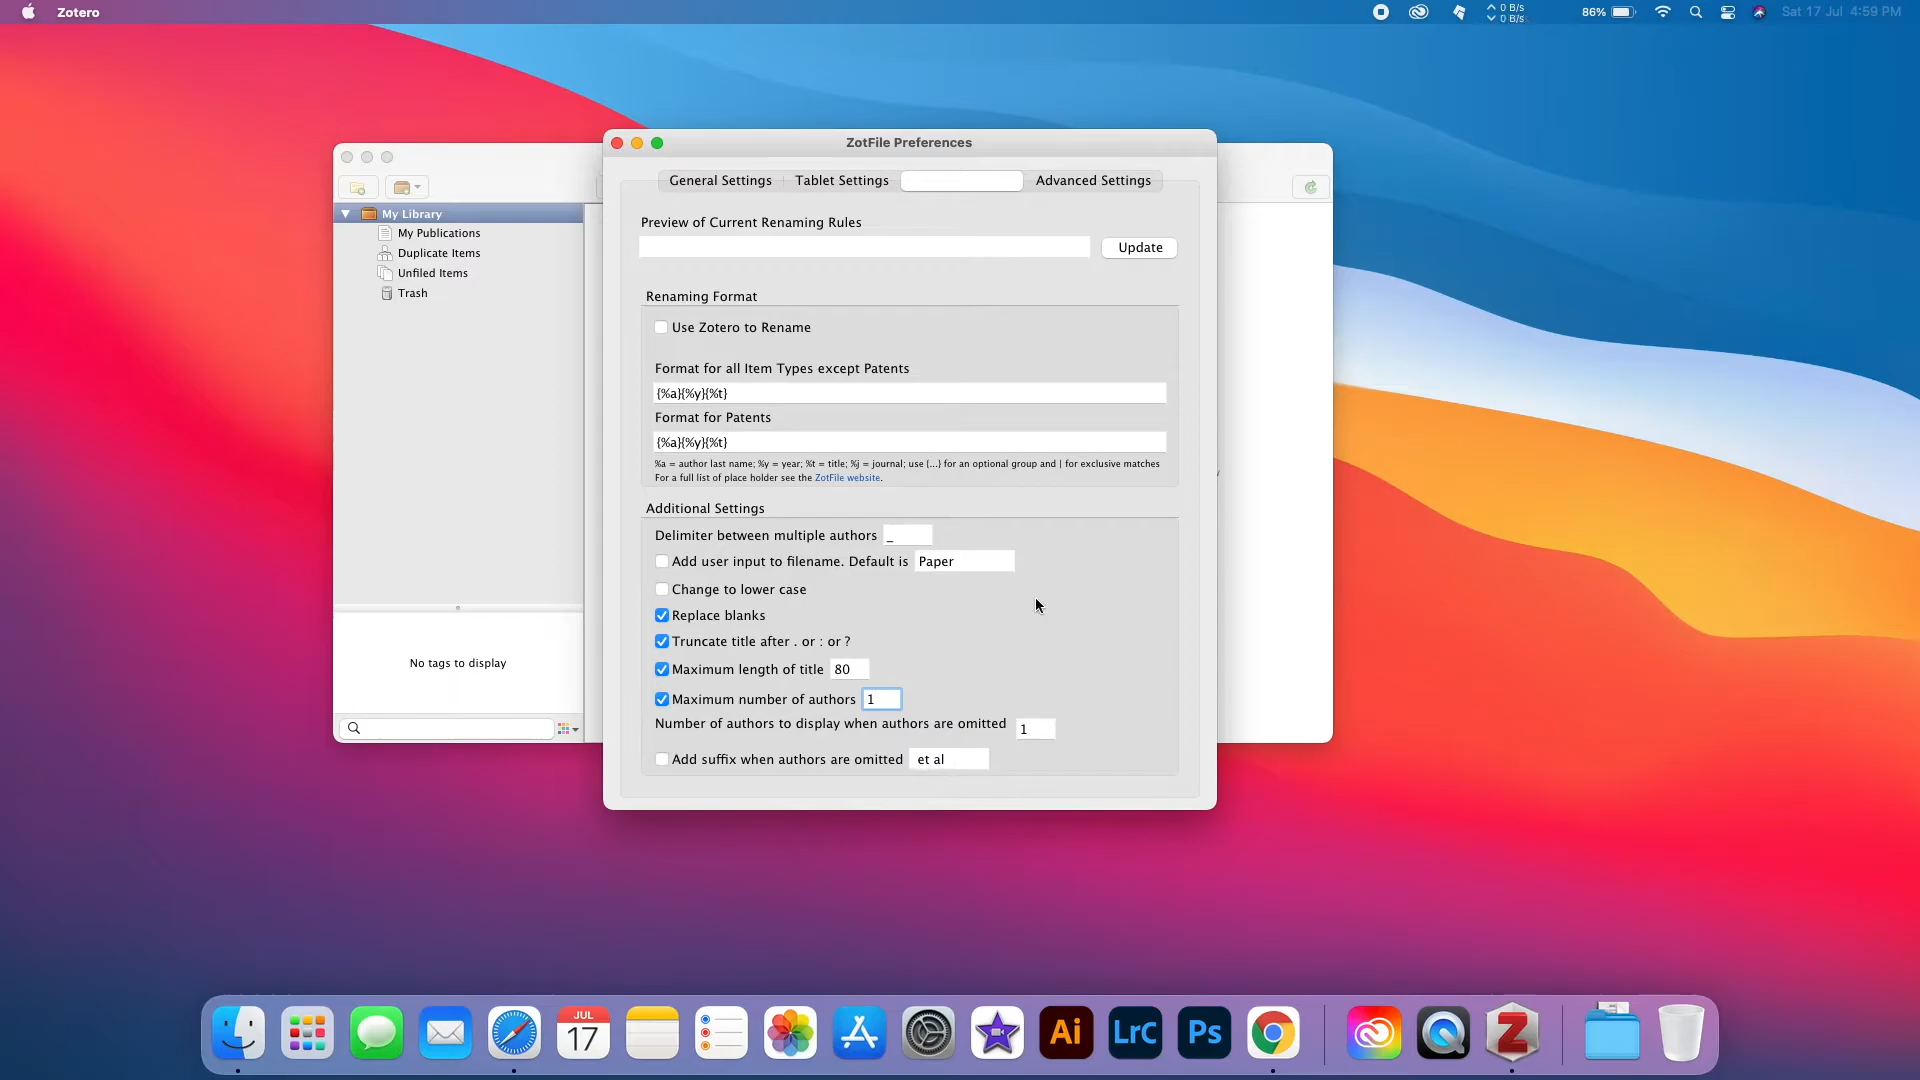 Zotero
0 B/s
0 B/s
86%
Sat 17 Jul 4:59 PM
ZotFile Preferences
General Settings
Tablet Settings
Advanced Settings
My Library
My Publications
Duplicate Items
Unfiled Items
Trash
No tags to display
Preview of Current Renaming Rules
Update
Renaming Format
Use Zotero to Rename
Format for all Item Types except Patents
{%a}{%y}{%t}
Format for Patents
{%a}{%y}{%t}
%a = author last name; %y = year; %t = title; %j = journal; use {...} for an optional group and | for exclusive matches
For a full list of place holder see the ZotFile website.
Additional Settings
Delimiter between multiple authors _
Add user input to filename. Default is Paper
Change to lower case
Replace blanks
Truncate title after . or : or ?
Maximum length of title 80
Maximum number of authors 1
Number of authors to display when authors are omitted 1
Add suffix when authors are omitted et al
JUL
17
Ai
LrC
Ps
Z